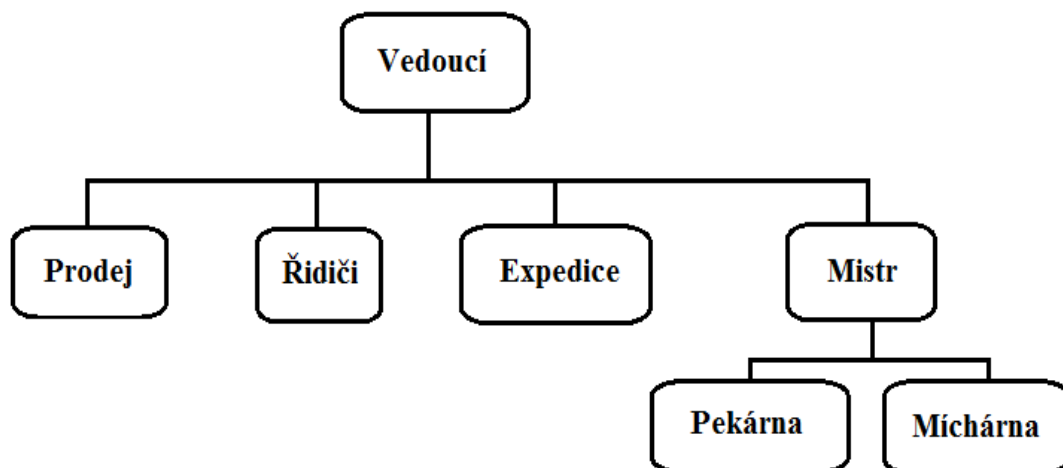 Vedoucí
Prodej
Řidiči
Expedice
Mistr
Pekárna
Míchárna